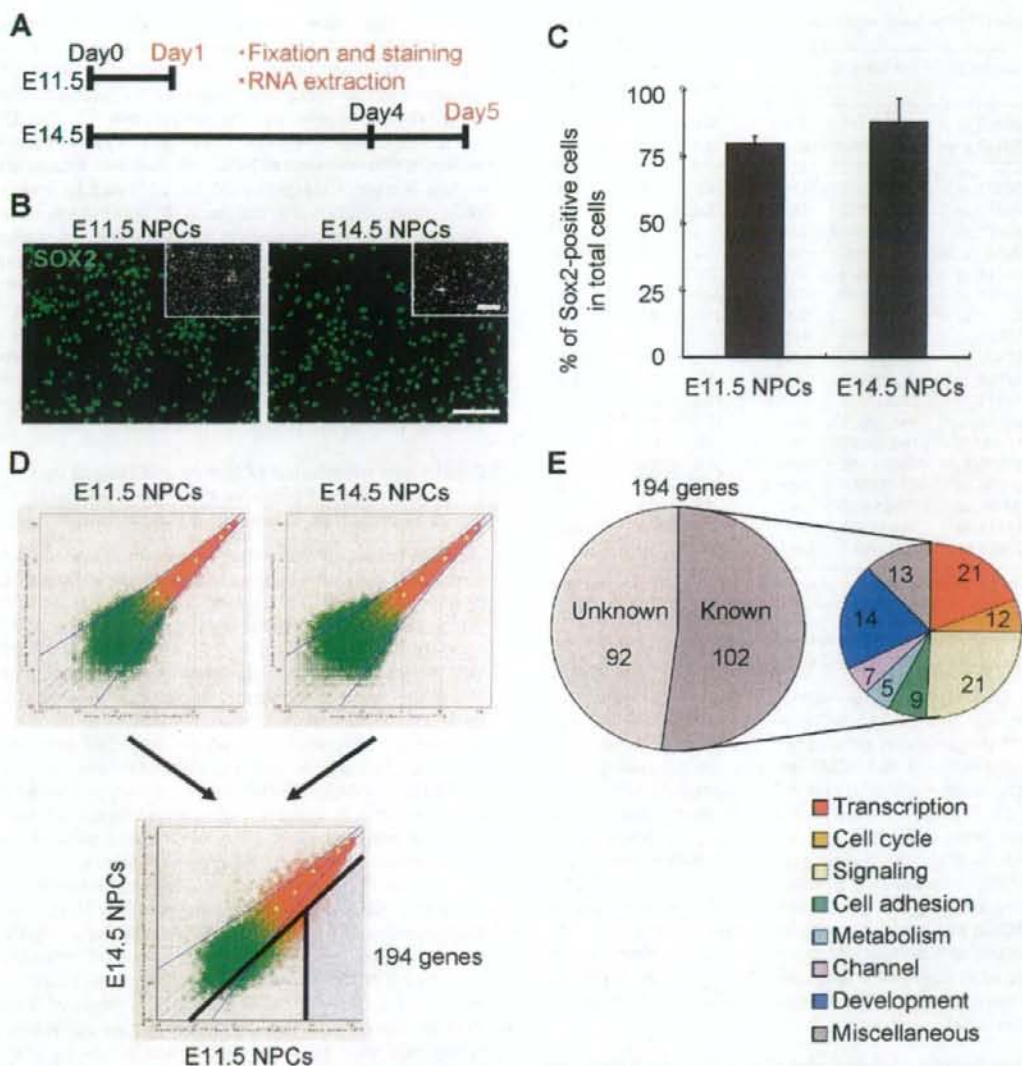 A
Day0 Day1
E11.5
・Fixation and staining
・RNA extraction
Day4 Day5
E14.5
B
E11.5 NPCs E14.5 NPCs
SOX2
C
% of Sox2-positive cells
in total cells
100
75
50
25
0
E11.5 NPCs E14.5 NPCs
D
E11.5 NPCs E14.5 NPCs
E14.5 NPCs
194 genes
E11.5 NPCs
E
194 genes
Unknown Known
92 102
21
12
21
9
5
7
14
13
Transcription
Cell cycle
Signaling
Cell adhesion
Metabolism
Channel
Development
Miscellaneous